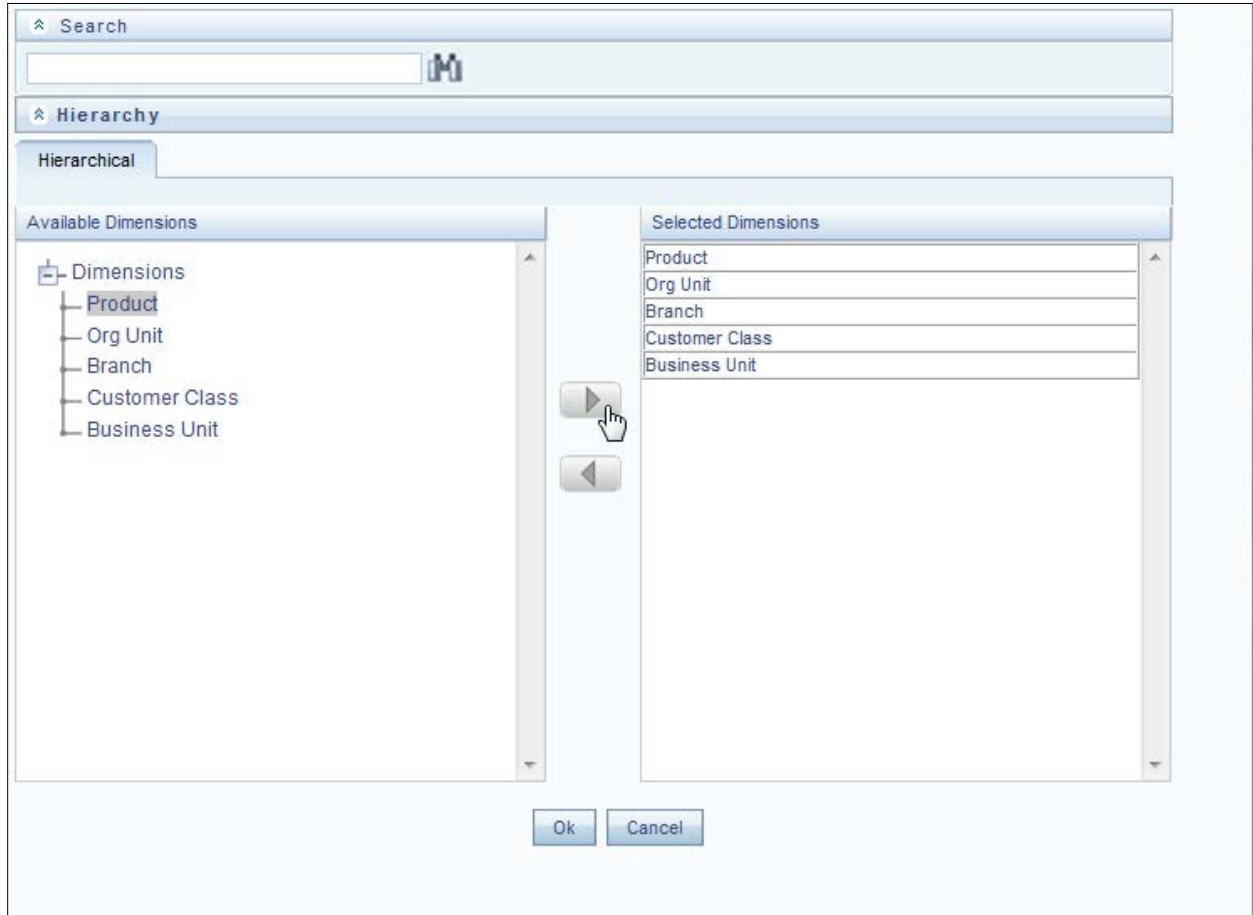 Search
Hierarchy
Hierarchical
Available Dimensions
Dimensions
Product
Org Unit
Branch
Customer Class
Business Unit
Selected Dimensions
Product
Org Unit
Branch
Customer Class
Business Unit
Ok
Cancel